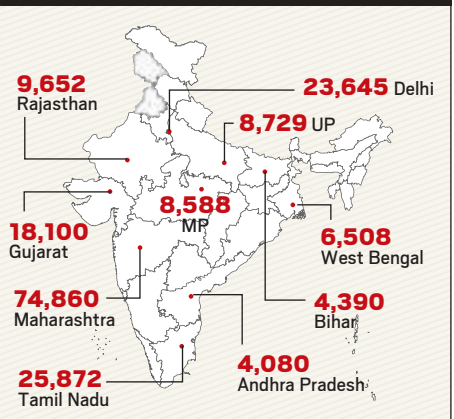 9,652
Rajasthan
23,645 Delhi
8,729 UP
8,588
MP
18,100
Gujarat
6,508
West Bengal
74,860
Maharashtra
4,390
Bihar
4,080
Andhra Pradesh
25,872
Tamil Nadu